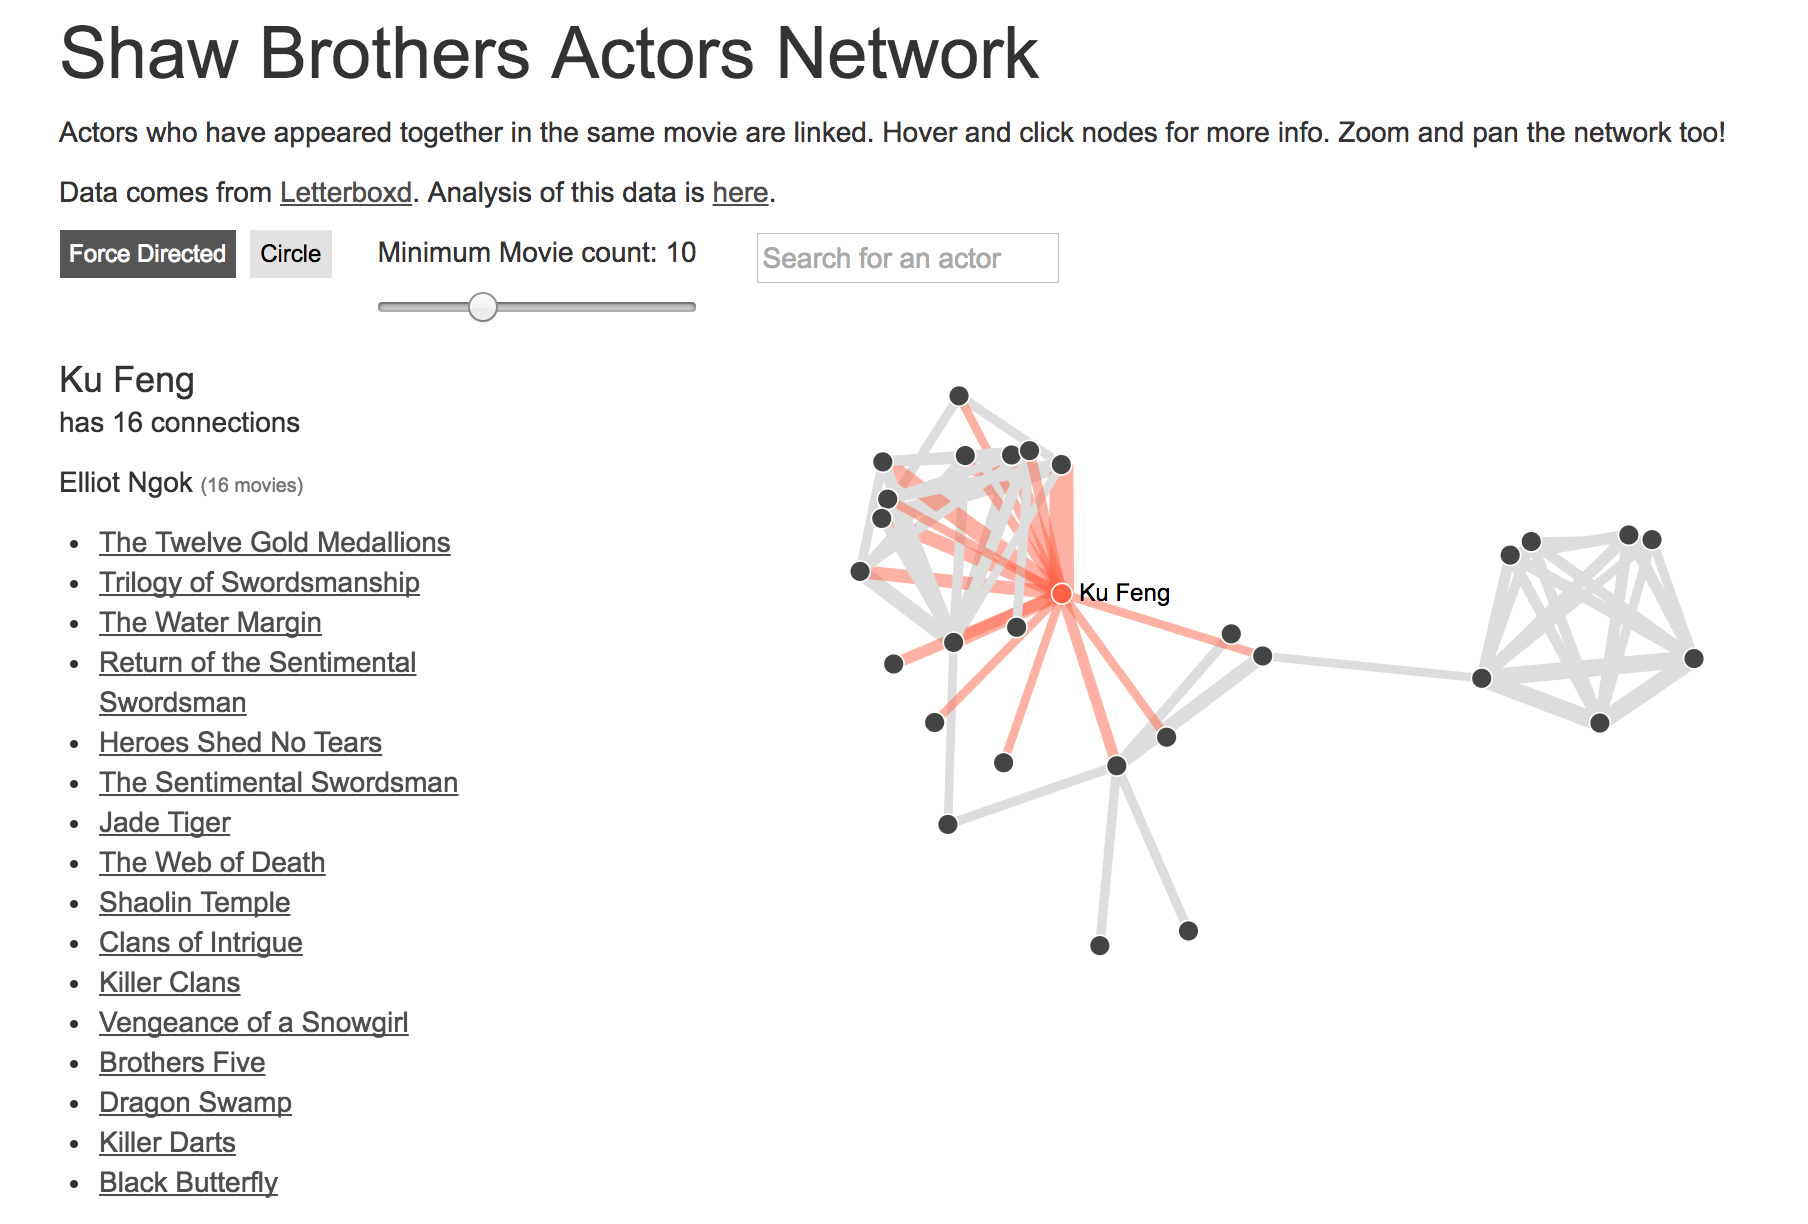 Shaw Brothers Actors Network
Actors who have appeared together in the same movie are linked. Hover and click nodes for more info. Zoom and pan the network too!
Data comes from Letterboxd. Analysis of this data is here.
Force Directed
Circle
Minimum Movie count: 10
Search for an actor
Ku Feng
has 16 connections
Elliot Ngok (16 movies)
• The Twelve Gold Medallions
• Trilogy of Swordsmanship
• The Water Margin
• Return of the Sentimental
Swordsman
• Heroes Shed No Tears
• The Sentimental Swordsman
• Jade Tiger
• The Web of Death
• Shaolin Temple
• Clans of Intrigue
• Killer Clans
• Vengeance of a Snowgirl
• Brothers Five
• Dragon Swamp
• Killer Darts
• Black Butterfly
Ku Feng